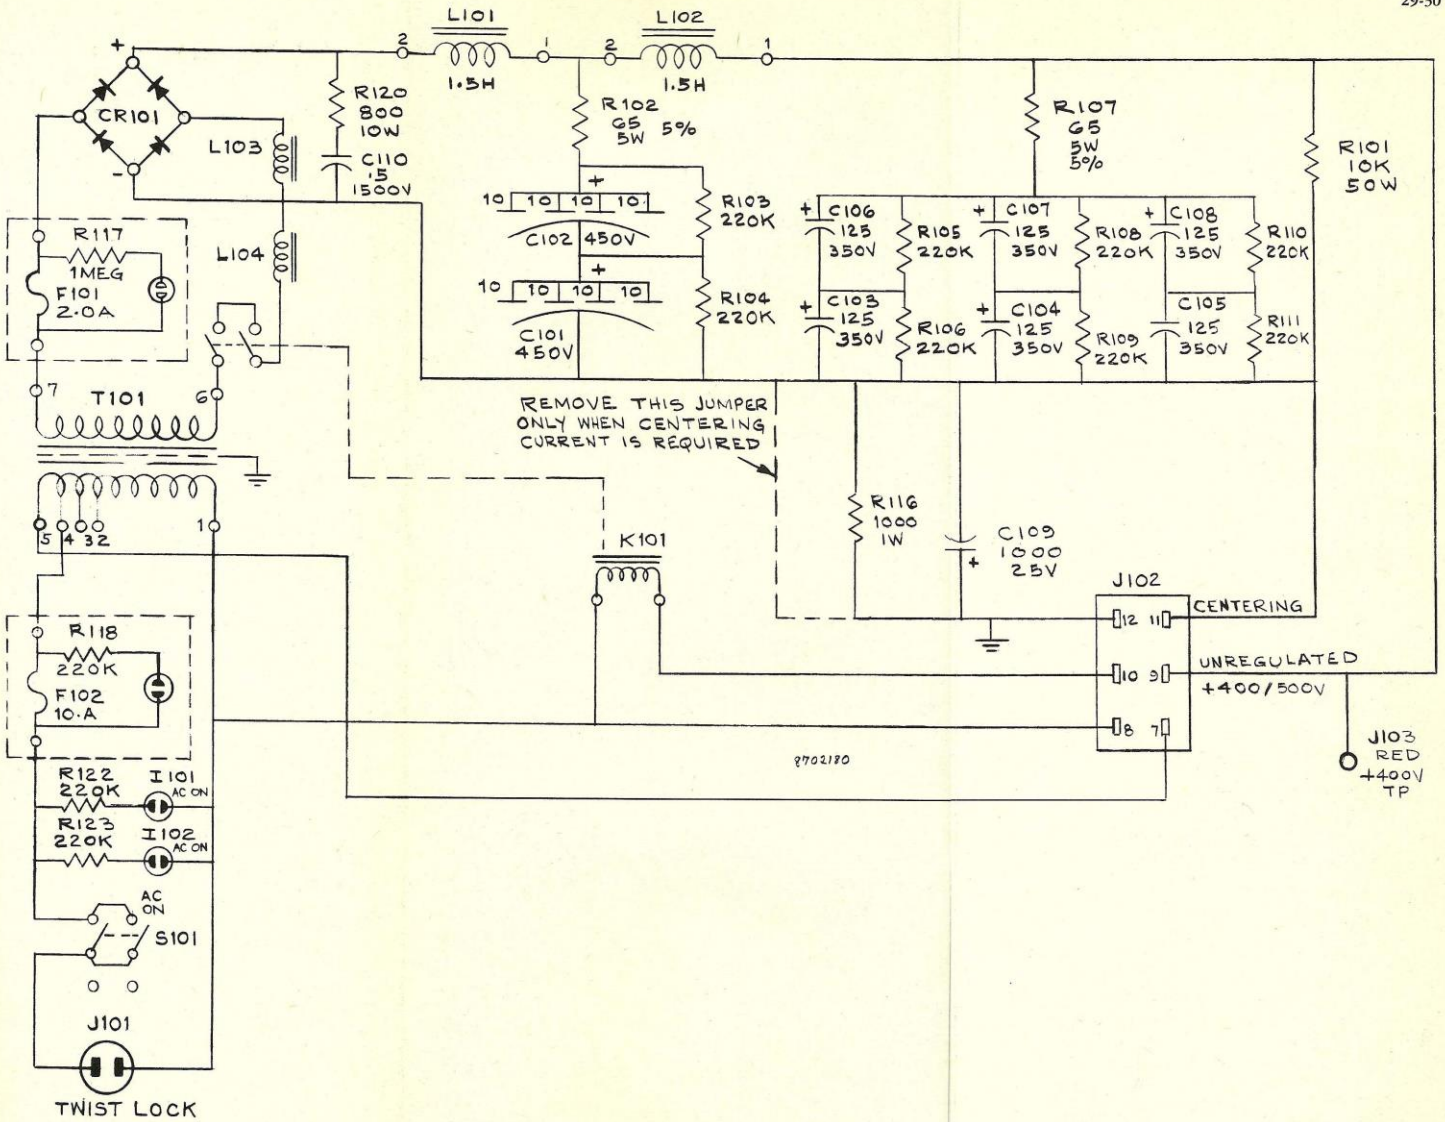 29-30
L101
L102
+
2
1
2
1
1.5H
1.5H
CR101
-
R120
800
10W
C110
.5
1500V
L103
L104
R102
65
5W 5%
R107
65
5W
5%
R101
10K
50W
+
10 10 10 10
C102 450V
R103
220K
+
10 10 10 10
C101
450V
R104
220K
+ C106
125
350V
R105
220K
+ C107
125
350V
R108
220K
+ C108
125
350V
R110
220K
+ C103
125
350V
R106
220K
+ C104
125
350V
R109
220K
C105
125
350V
R111
220K
R117
1MEG
F101
2.0A
7
T101
6
REMOVE THIS JUMPER
ONLY WHEN CENTERING
CURRENT IS REQUIRED
5 4 3 2 1
K101
R116
1000
1W
C109
1000
25V
+
J102
12 11
CENTERING
10 9
UNREGULATED
+400/500V
8 7
R118
220K
F102
10.A
8702180
J103
RED
+400V
TP
R122
220K
I101
AC ON
R123
220K
I102
AC ON
AC
ON
S101
J101
TWIST LOCK